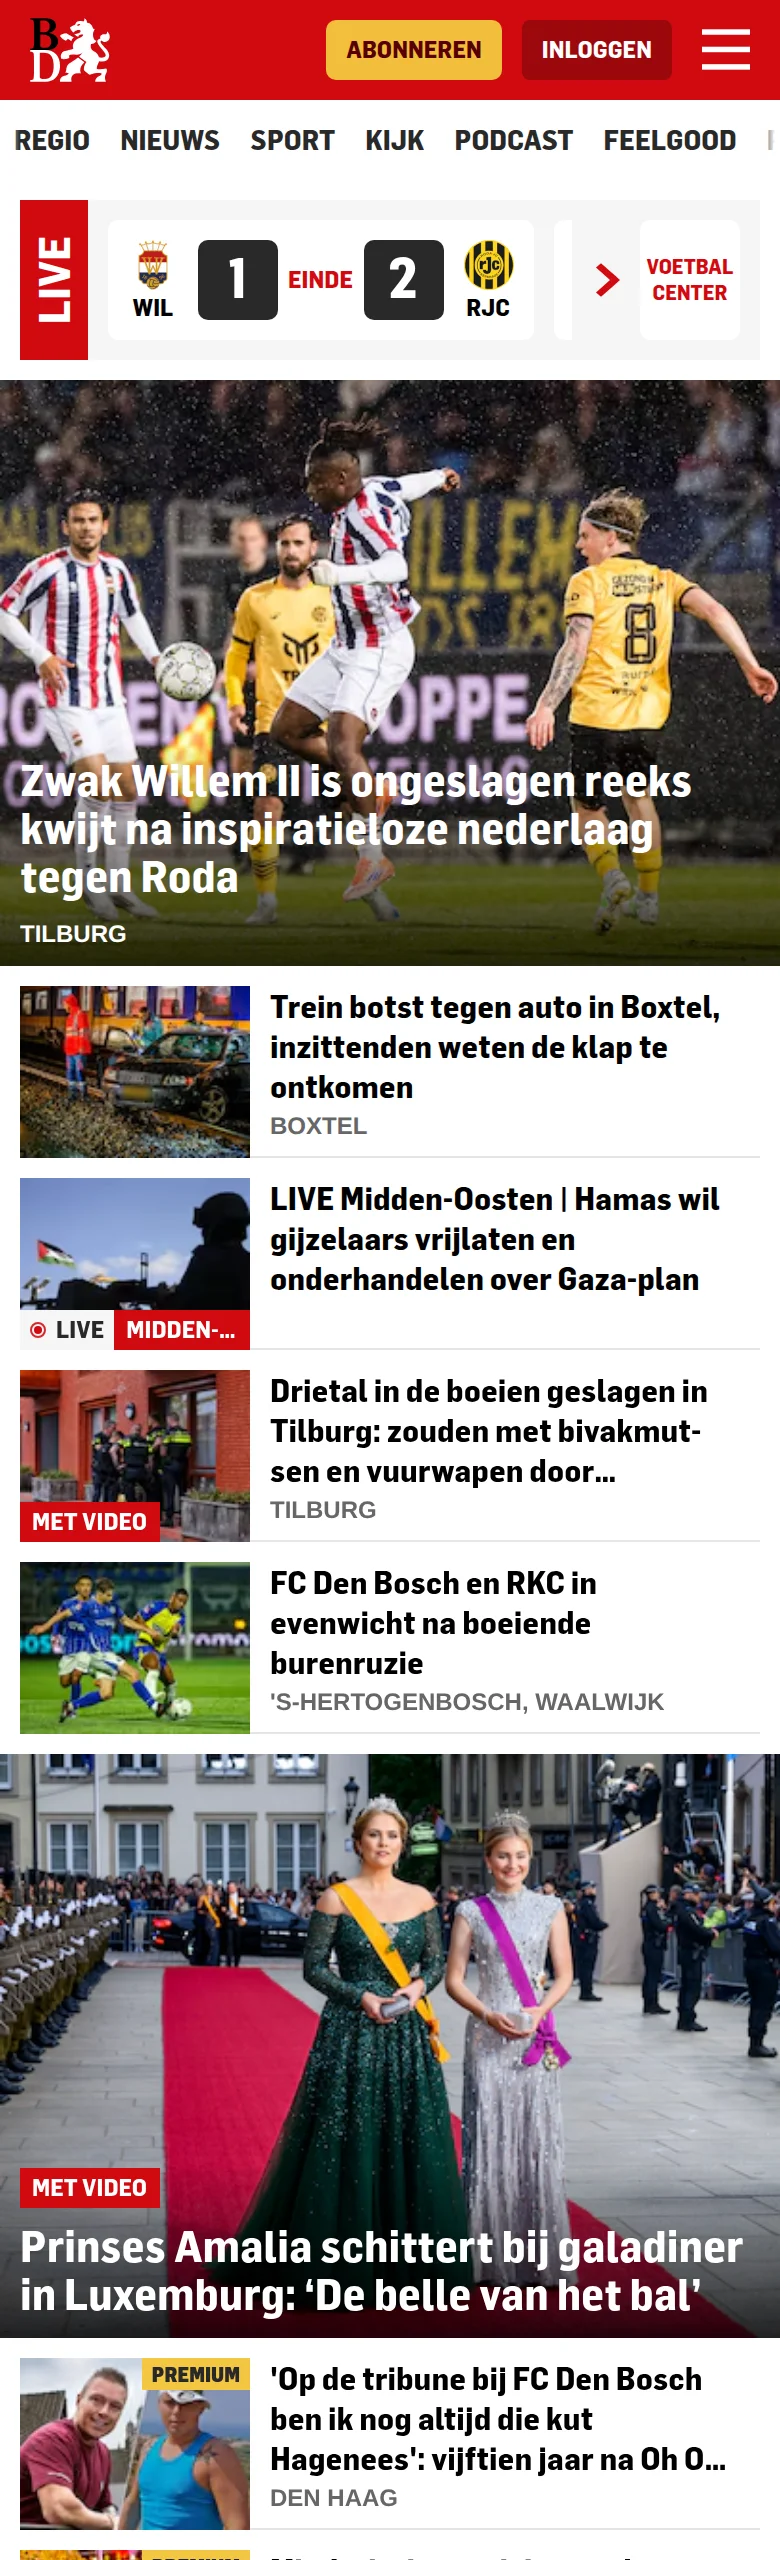 B
D
ABONNEREN
INLOGGEN
REGIO NIEUWS SPORT KIJK PODCAST FEELGOOD
LIVE
WIL
1
EINDE
2
RJC
VOETBAL
CENTER
8
Zwak Willem II is ongeslagen reeks
kwijt na inspiratieloze nederlaag
tegen Roda
TILBURG
Trein botst tegen auto in Boxtel,
inzittenden weten de klap te
ontkomen
BOXTEL
LIVE MIDDEN-...
LIVE Midden-Oosten | Hamas wil
gijzelaars vrijlaten en
onderhandelen over Gaza-plan
MET VIDEO
Drietal in de boeien geslagen in
Tilburg: zouden met bivakmut-
sen en vuurwapen door...
TILBURG
FC Den Bosch en RKC in
evenwicht na boeiende
burenruzie
'S-HERTOGENBOSCH, WAALWIJK
MET VIDEO
Prinses Amalia schittert bij galadiner
in Luxemburg: ‘De belle van het bal’
PREMIUM
'Op de tribune bij FC Den Bosch
ben ik nog altijd die kut
Hagenees': vijftien jaar na Oh O...
DEN HAAG